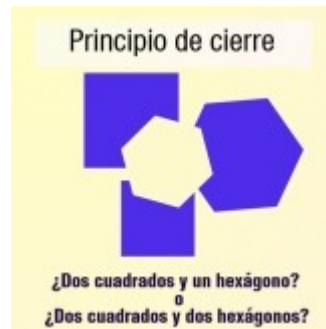 Principio de cierre
¿Dos cuadrados y un hexágono?
o
¿Dos cuadrados y dos hexágonos?